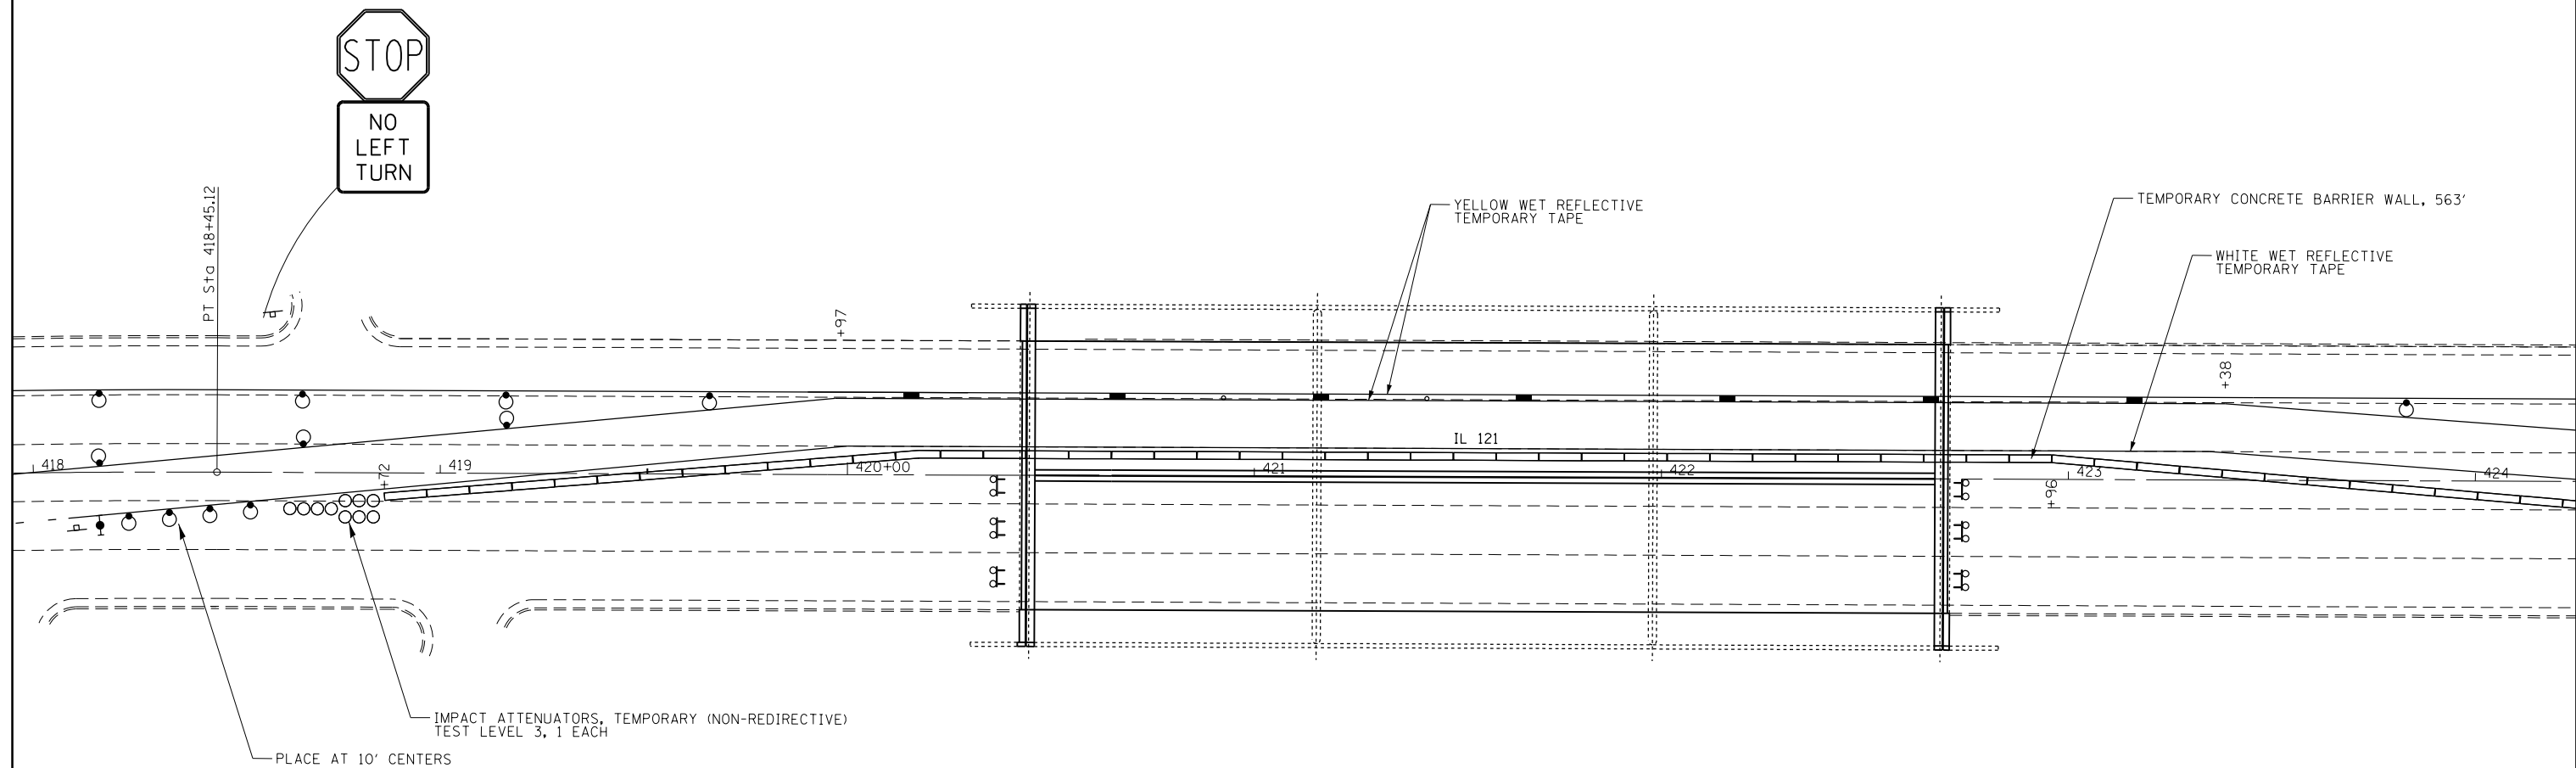 STOP
NO
LEFT
TURN
PT Sta 418+45.12
YELLOW WET REFLECTIVE
TEMPORARY TAPE
TEMPORARY CONCRETE BARRIER WALL, 563'
WHITE WET REFLECTIVE
TEMPORARY TAPE
+97
+38
IL 121
418
+72
419
420+00
421
422
423
+96
424
IMPACT ATTENUATORS, TEMPORARY (NON-REDIRECTIVE)
TEST LEVEL 3, 1 EACH
PLACE AT 10' CENTERS